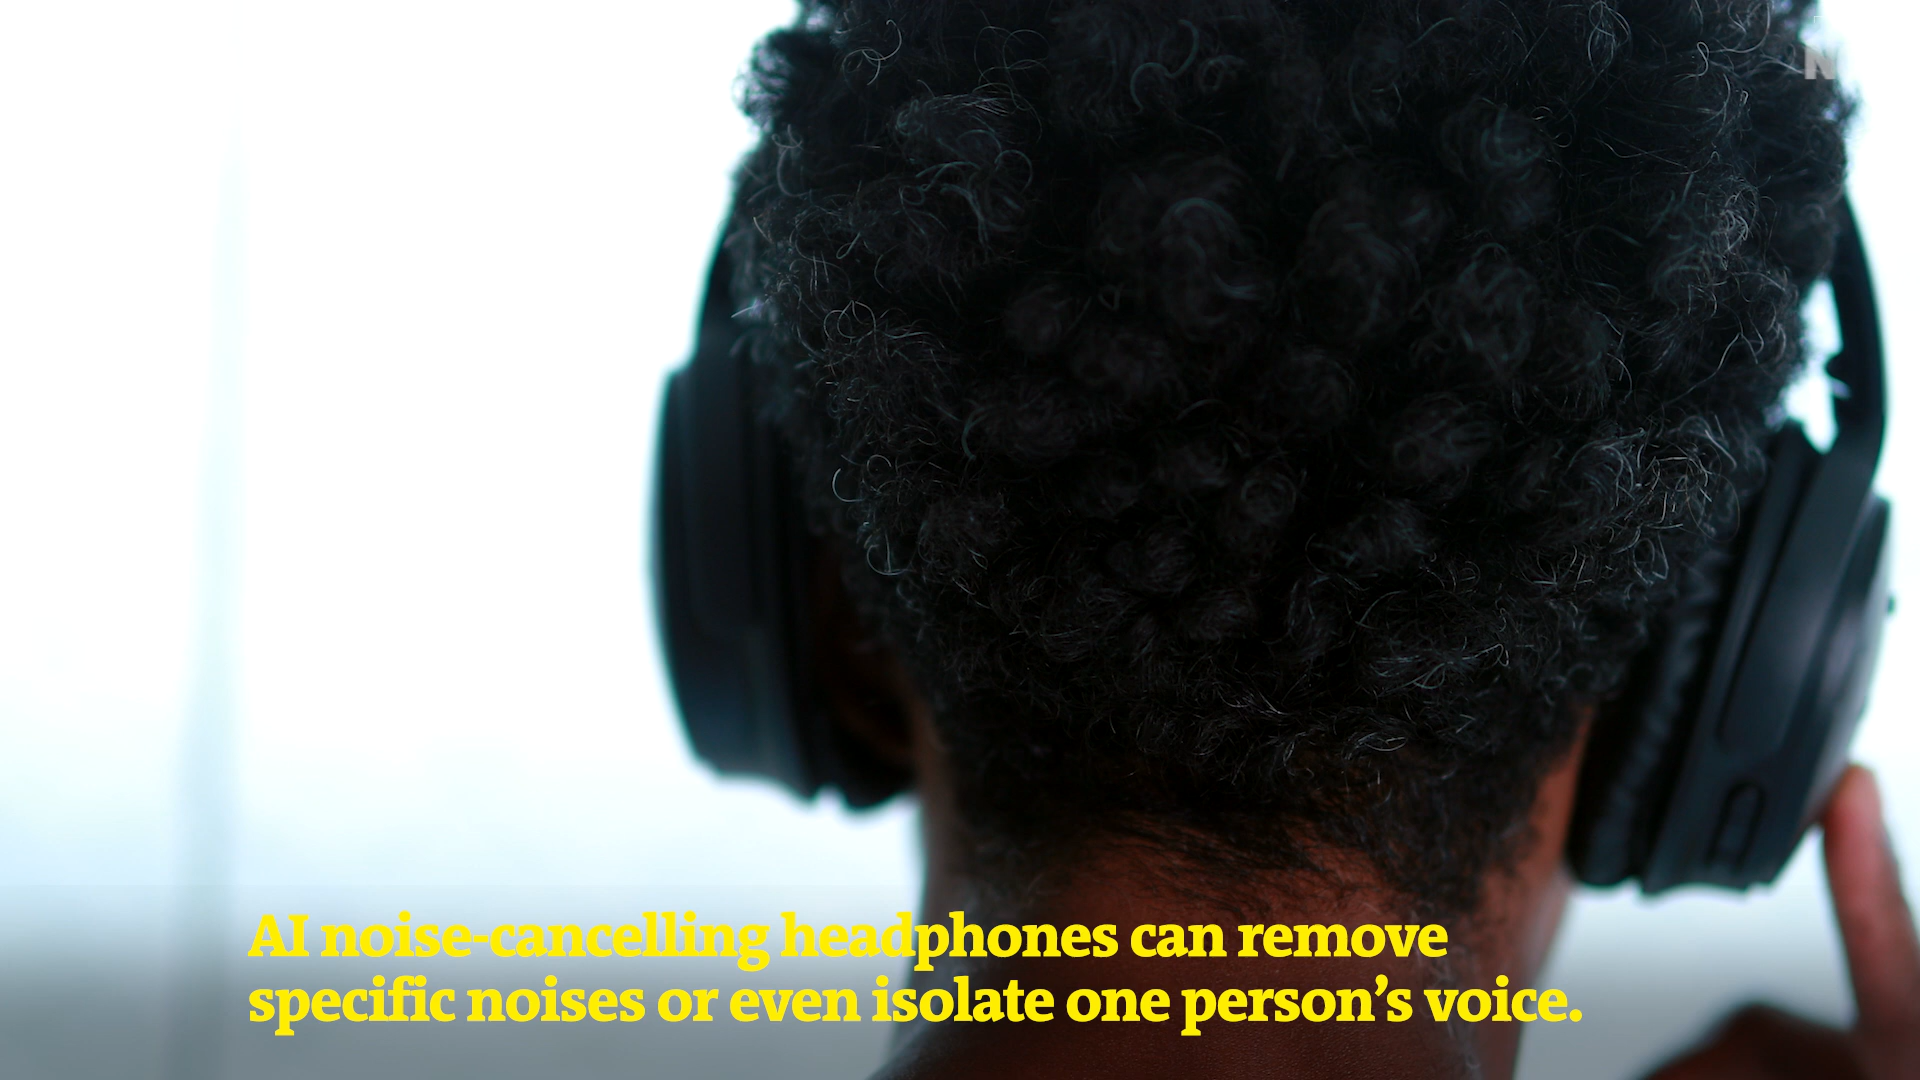 AI noise-cancelling headphones can remove
specific noises or even isolate one person’s voice.